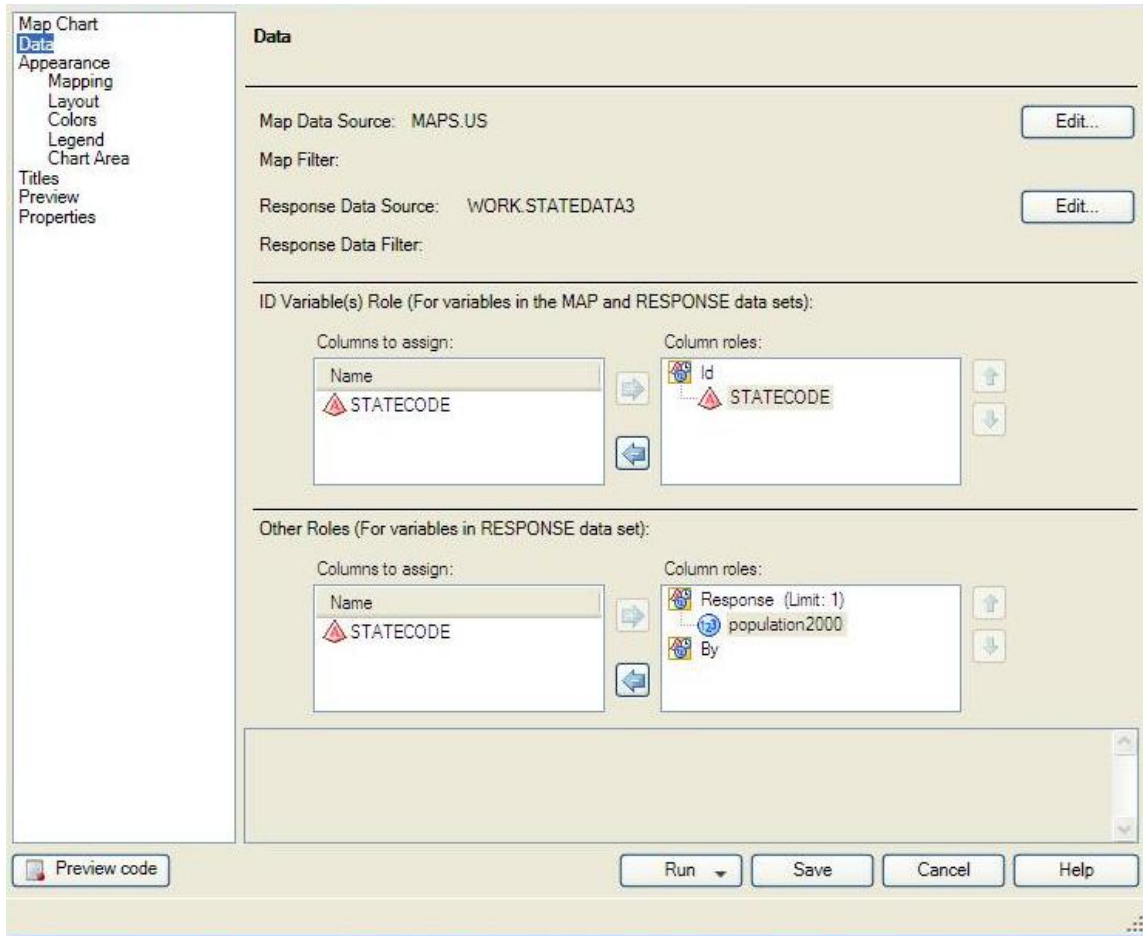 Map Chart
Data
Appearance
Mapping
Layout
Colors
Legend
Chart Area
Titles
Preview
Properties
Data
Map Data Source: MAPS.US
Edit...
Map Filter:
Response Data Source: WORK.STATEDATA3
Edit...
Response Data Filter:
ID Variable(s) Role (For variables in the MAP and RESPONSE data sets):
Columns to assign:
Column roles:
Name
STATECODE
Id
STATECODE
Other Roles (For variables in RESPONSE data set):
Columns to assign:
Column roles:
Name
STATECODE
Response (Limit: 1)
population2000
By
Preview code
Run
Save
Cancel
Help